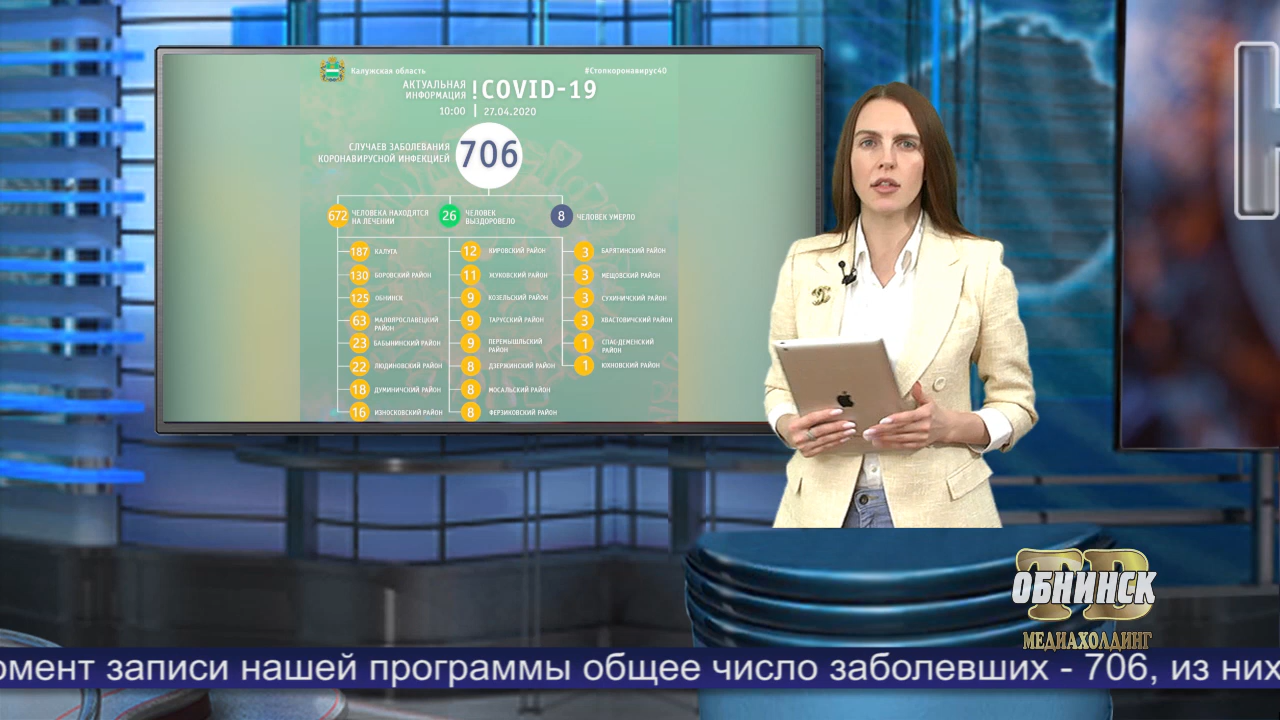 Калужская область
#Стопкоронавирус40
АКТУАЛЬНАЯ
ИНФОРМАЦИЯ
!COVID-19
10:00 | 27.04.2020
СЛУЧАЕВ ЗАБОЛЕВАНИЯ
КОРОНАВИРУСНОЙ ИНФЕКЦИЕЙ
706
672 ЧЕЛОВЕКА НАХОДЯТСЯ
НА ЛЕЧЕНИИ
26 ЧЕЛОВЕК
ВЫЗДОРОВЕЛО
8 ЧЕЛОВЕК УМЕРЛО
187 КАЛУГА
130 БОРОВСКИЙ РАЙОН
125 ОБНИНСК
63 МАЛОЯРОСЛАВЕЦКИЙ
РАЙОН
23 БАБЫНИНСКИЙ РАЙОН
22 ЛЮДИНОВСКИЙ РАЙОН
18 ДУМИНИЧСКИЙ РАЙОН
16 ИЗНОСКОВСКИЙ РАЙОН
12 КИРОВСКИЙ РАЙОН
11 ЖУКОВСКИЙ РАЙОН
9 КОЗЕЛЬСКИЙ РАЙОН
9 ТАРУССКИЙ РАЙОН
9 ПЕРЕМЫШЛЬСКИЙ
РАЙОН
8 ДЗЕРЖИНСКИЙ РАЙОН
8 МОСАЛЬСКИЙ РАЙОН
8 ФЕРЗИКОВСКИЙ РАЙОН
3 БАРЯТИНСКИЙ РАЙОН
3 МЕЩОВСКИЙ РАЙОН
3 СУХИНИЧСКИЙ РАЙОН
3 ХВАСТОВИЧСКИЙ РАЙОН
1 СПАС-ДЕМЕНСКИЙ
РАЙОН
1 ЮХНОВСКИЙ РАЙОН
ТВ
ОБНИНСК
МЕДИАХОЛДИНГ
омент записи нашей программы общее число заболевших - 706, из них